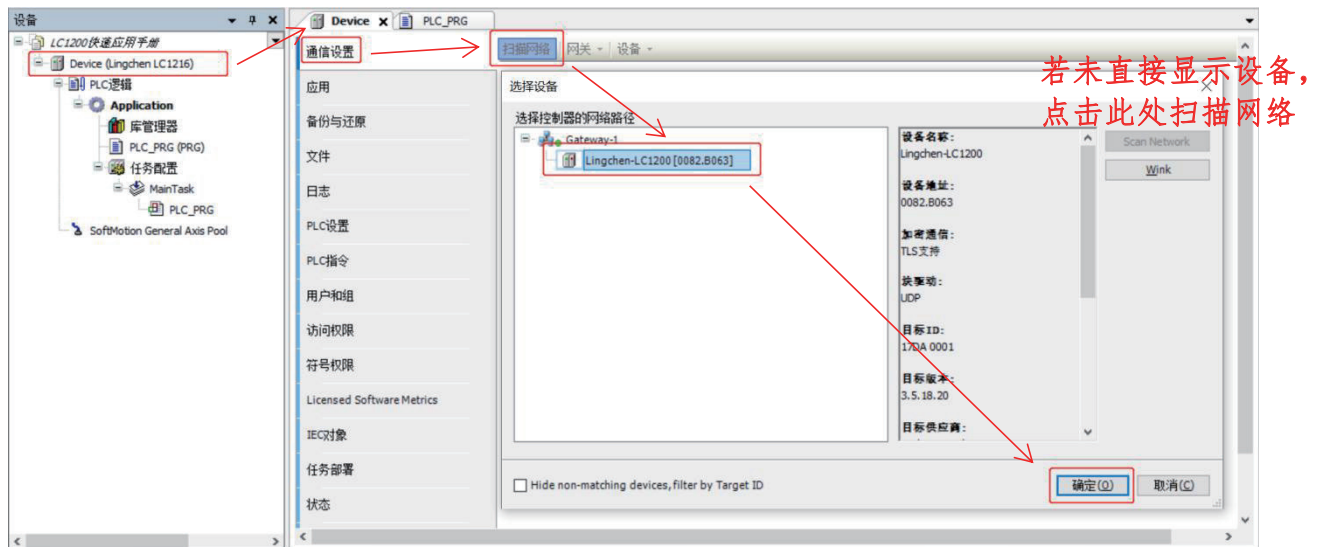 设备
LC1200快速应用手册
Device (Lingchen LC1216)
PLC逻辑
Application
库管理器
PLC_PRG (PRG)
任务配置
MainTask
PLC_PRG
SoftMotion General Axis Pool
Device
PLC_PRG
通信设置
应用
备份与还原
文件
日志
PLC设置
PLC指令
用户和组
访问权限
符号权限
Licensed Software Metrics
IEC对象
任务部署
状态
扫描网络 网关 设备
若未直接显示设备,
点击此处扫描网络
选择设备
选择控制器的网络路径
Gateway-1
Lingchen-LC1200 [0082.B063]
设备名称:
Lingchen-LC1200
设备地址:
0082.B063
加密通信:
TLS支持
块驱动:
UDP
目标ID:
17DA 0001
目标版本:
3.5.18.20
目标供应商:
Scan Network
Wink
Hide non-matching devices, filter by Target ID
确定(O) 取消(C)